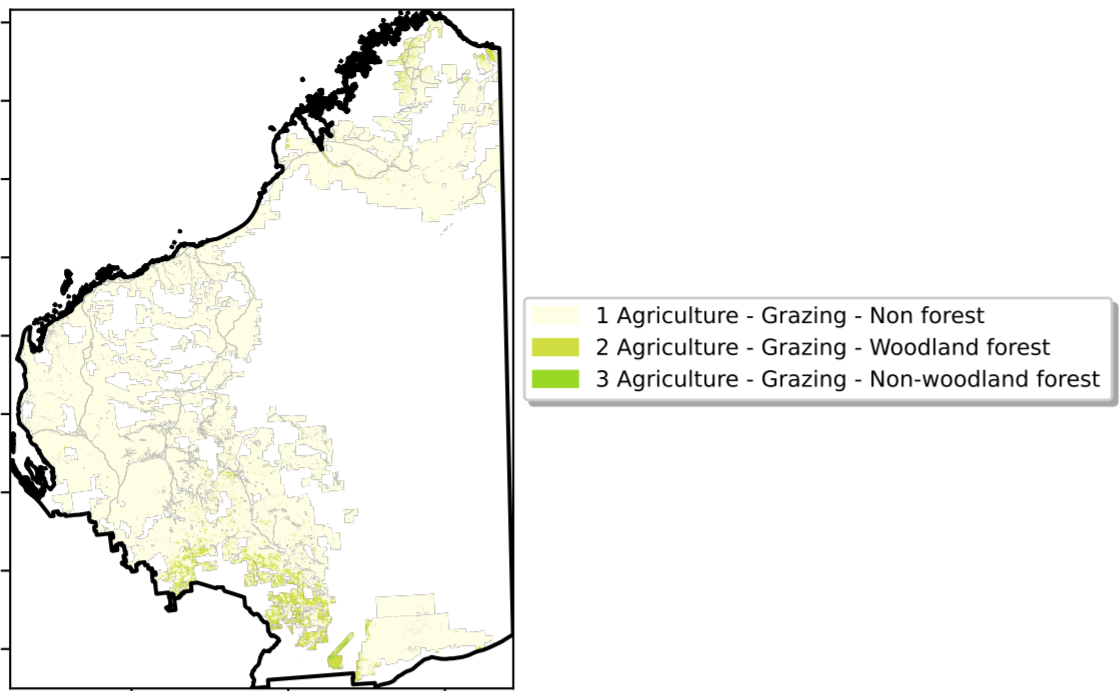 1 Agriculture - Grazing - Non forest
2 Agriculture - Grazing - Woodland forest
3 Agriculture - Grazing - Non-woodland forest